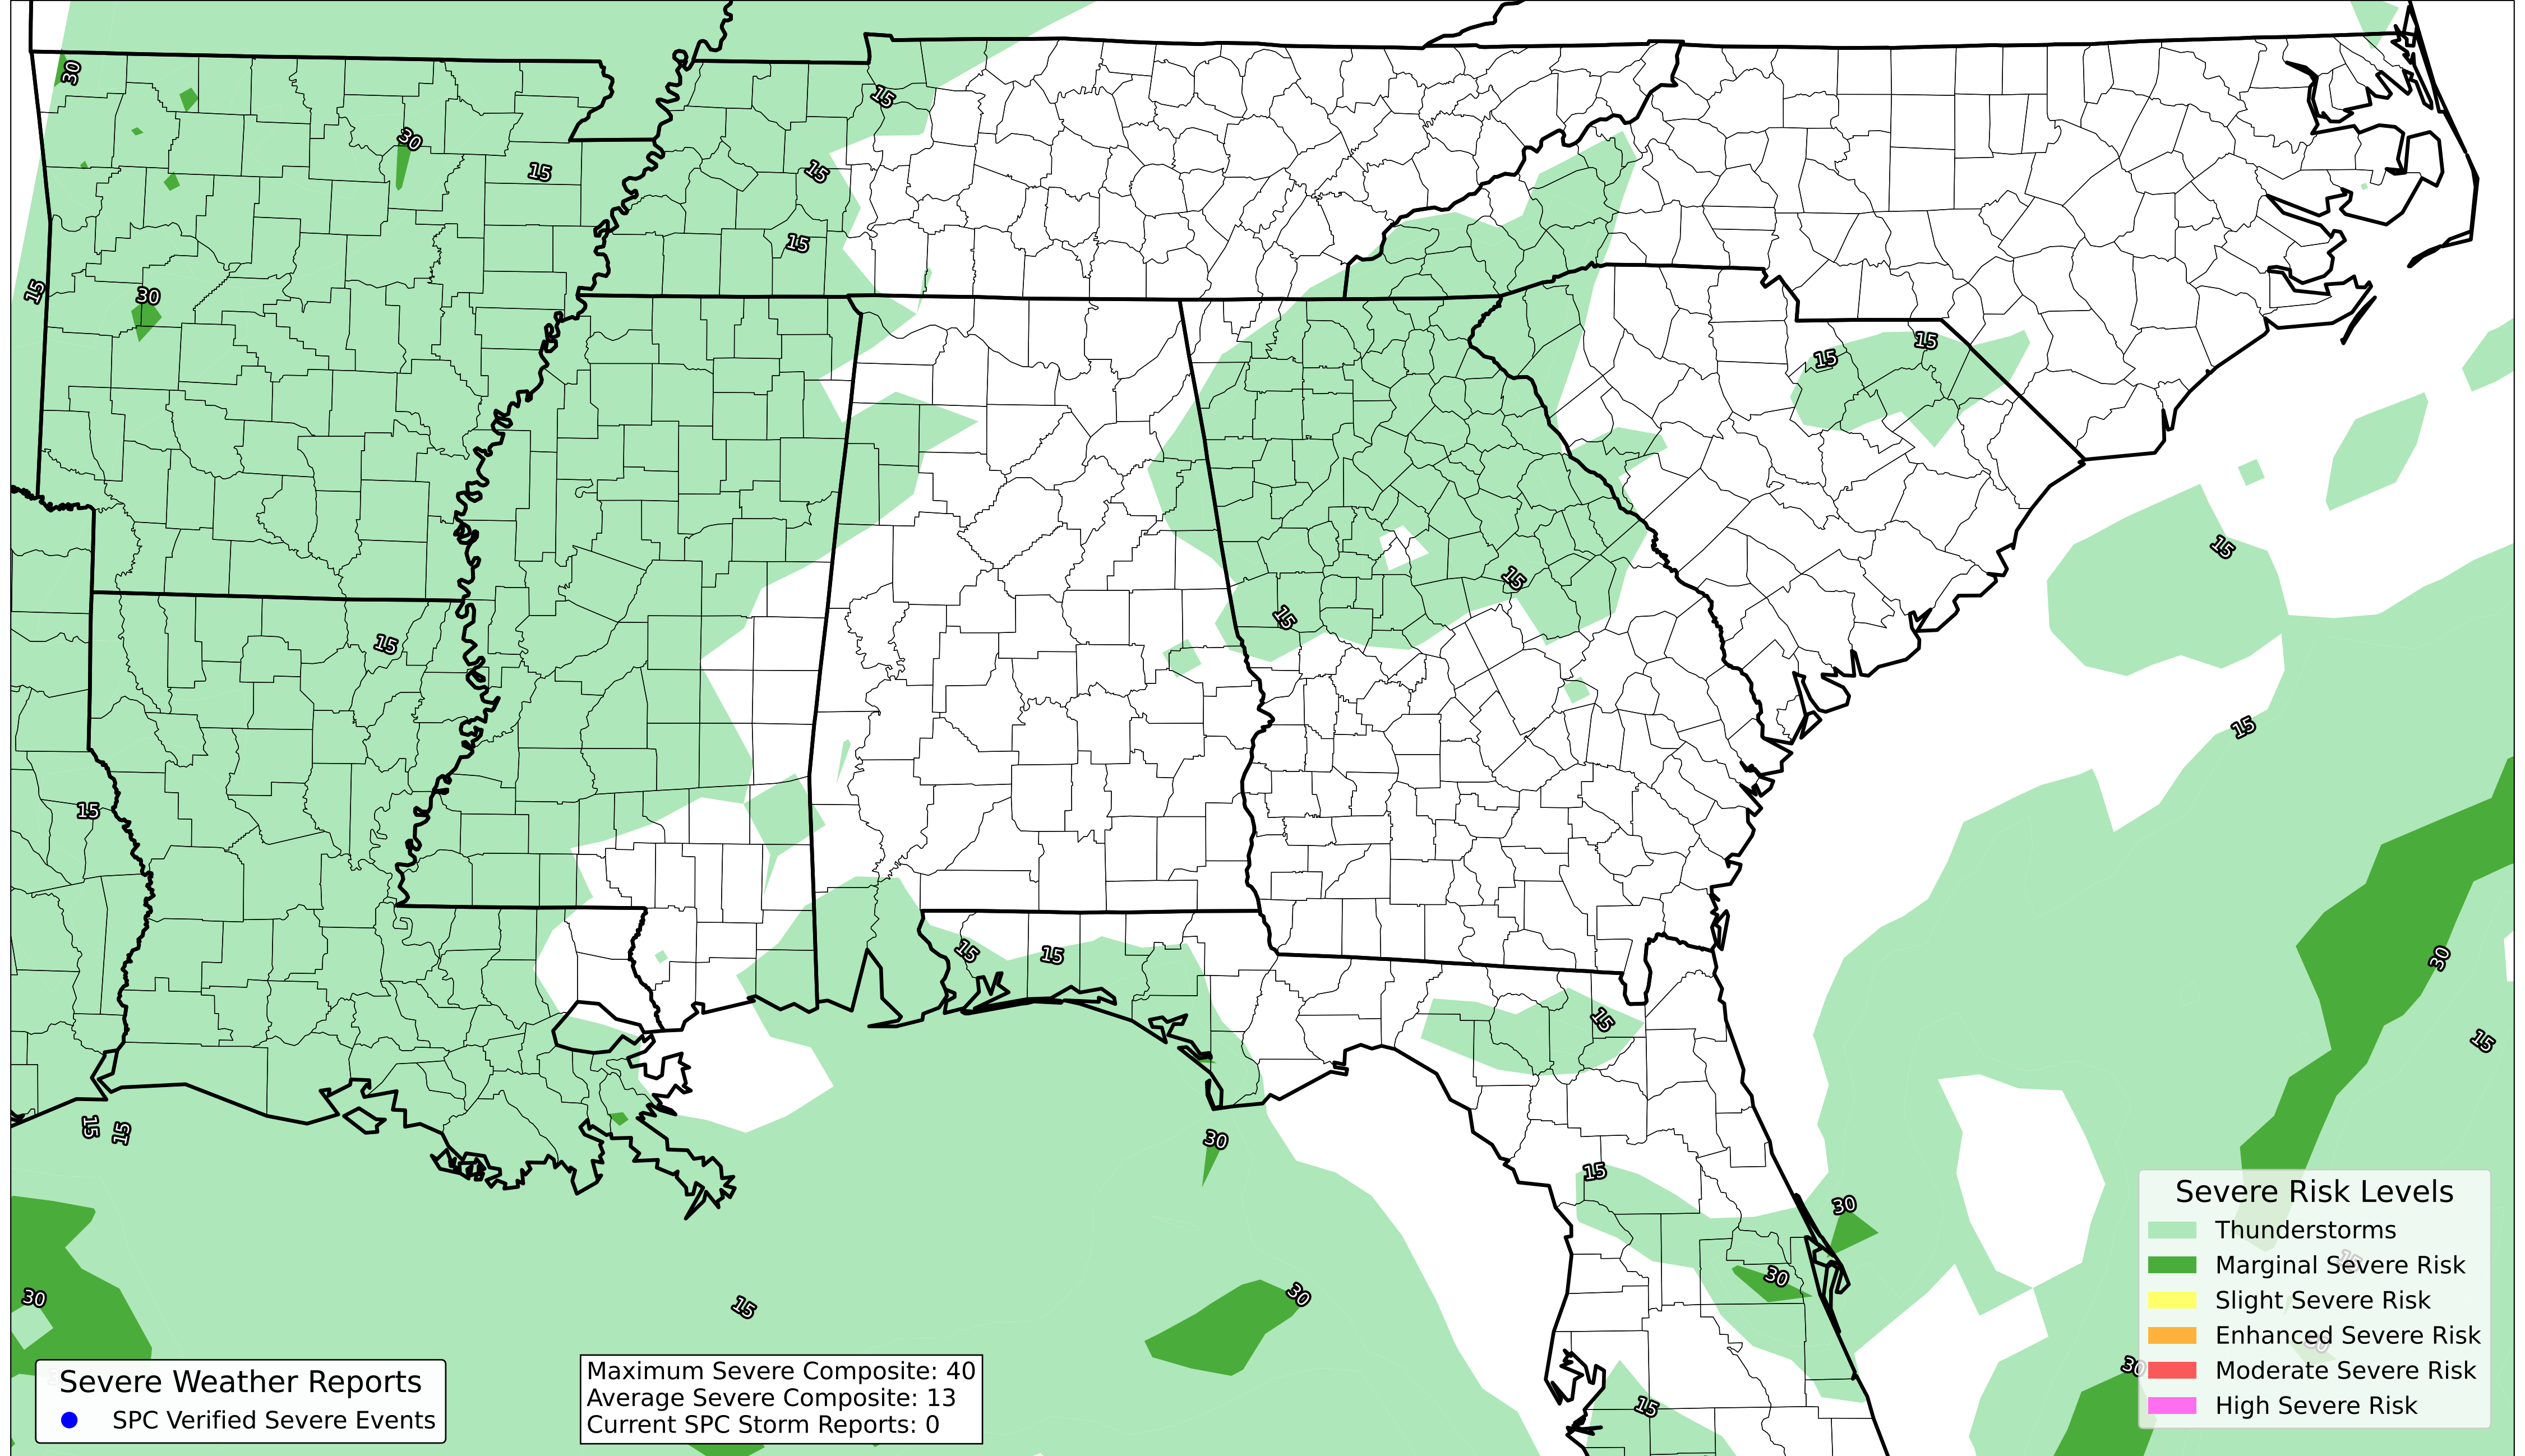 30
15
30
15
15
15
15
30
15
15
15
15
15
15
15
15
15
15
30
15
15
15
15
15
30
15
30
30
30
30
15
15
15
30
Severe Risk Levels
Thunderstorms
Marginal Severe Risk
Slight Severe Risk
Enhanced Severe Risk
Moderate Severe Risk
High Severe Risk
Severe Weather Reports
SPC Verified Severe Events
Maximum Severe Composite: 40
Average Severe Composite: 13
Current SPC Storm Reports: 0